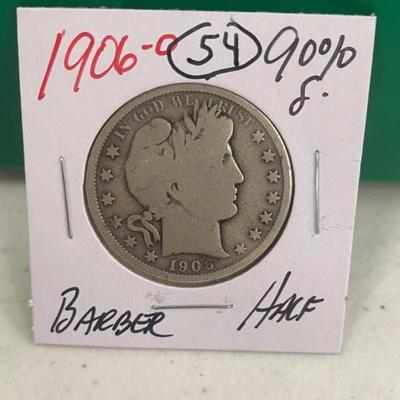 1906-O 54 90%
S.
IN GOD WE TRUST
1906
BARBER HALF